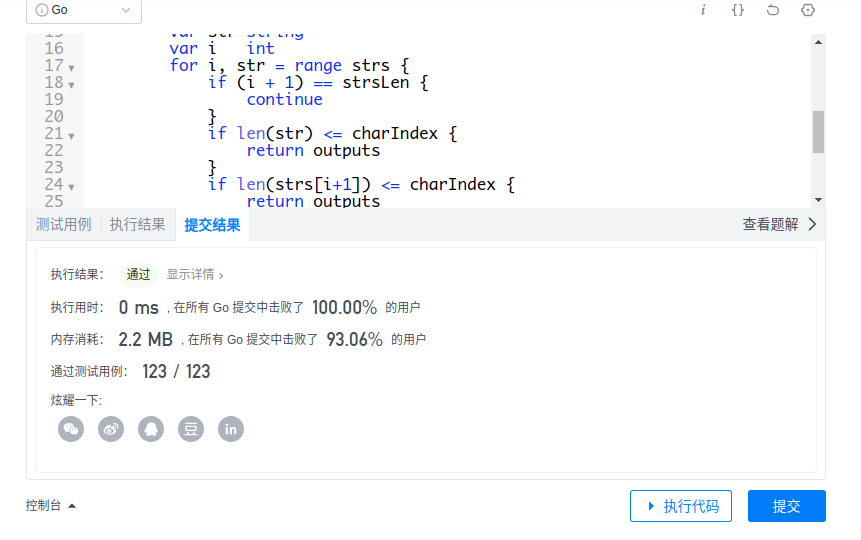 Go
i {}
15 var str string
16 var i   int
17 for i, str = range strs {
18     if (i + 1) == strsLen {
19         continue
20     }
21     if len(str) <= charIndex {
22         return outputs
23     }
24     if len(strs[i+1]) <= charIndex {
25         return outputs
测试用例 执行结果 提交结果 查看题解
执行结果： 通过 显示详情 ›
执行用时： 0 ms , 在所有 Go 提交中击败了 100.00% 的用户
内存消耗： 2.2 MB , 在所有 Go 提交中击败了 93.06% 的用户
通过测试用例： 123 / 123
炫耀一下:
豆 in
控制台 执行代码 提交